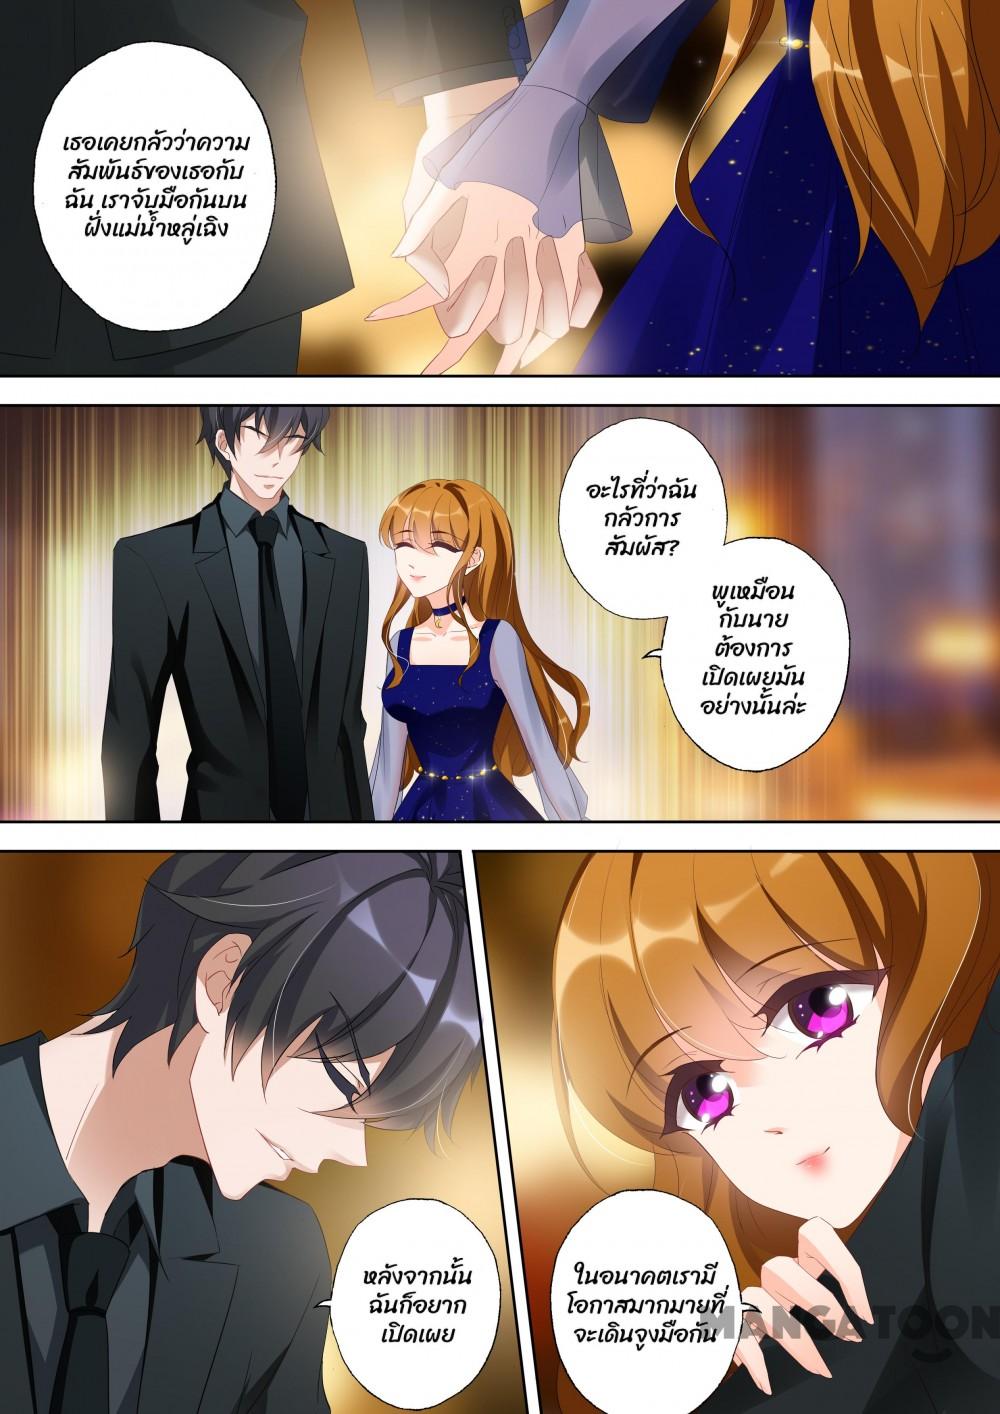 เธอเคยกลัวว่าความ
สัมพันธ์ของเธอกับ
ฉัน เราจับมือกันบน
ฝั่งแม่น้ำหลู่เฉิง
อะไรที่ว่าฉัน
กลัวการ
สัมผัส?
พูเหมือน
กับนาย
ต้องการ
เปิดเผยมัน
อย่างนั้นล่ะ
หลังจากนั้น
ฉันก็อยาก
เปิดเผย
ในอนาคตเรามี
โอกาสมากมายที่
จะเดินจูงมือกัน
MANGATOON